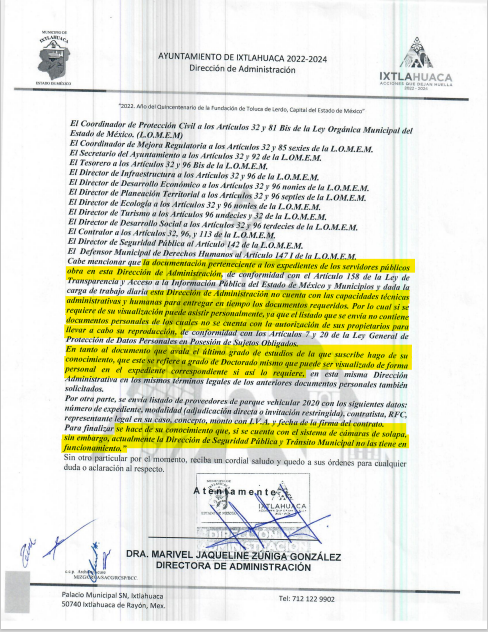 MUNICIPIO DE
IXTLAHUACA
ESTADO DE MÉXICO
AYUNTAMIENTO DE IXTLAHUACA 2022-2024
Dirección de Administración
IXTLAHUACA
ACCIONES QUE DEJAN HUELLA
2022 - 2024
"2022. Año del Quincentenario de la Fundación de Toluca de Lerdo, Capital del Estado de México"
El Coordinador de Protección Civil a los Artículos 32 y 81 Bis de la Ley Orgánica Municipal del
Estado de México. (L.O.M.E.M)
El Coordinador de Mejora Regulatoria a los Artículos 32 y 85 sexies de la L.O.M.E.M.
El Secretario del Ayuntamiento a los Artículos 32 y 92 de la L.OM.E.M.
El Tesorero a los Artículos 32 y 96 Bis de la L.O.M.E.M.
El Director de Infraestructura a los Artículos 32 y 96 de la L.O.M.E.M.
El Director de Desarrollo Económico a los Artículos 32 y 96 nonies de la L.O.M.E.M.
El Director de Planeación Territorial a los Artículos 32 y 96 septies de la L.O.M.E.M.
El Director de Ecología a los Artículos 32 y 96 nonies de la L.O.M.E.M.
El Director de Turismo a los Artículos 96 undecies y 32 de la L.O.M.E.M.
El Director de Desarrollo Social a los Artículos 32 y 96 terdecies de la L.O.M.E.M.
El Contralor a los Artículos 32, 96, y 113 de la L.O.M.E.M.
El Director de Seguridad Pública al Artículo 142 de la L.O.M.E.M.
El Defensor Municipal de Derechos Humanos al Artículo 147 I de la L.O.M.E.M.
Cabe mencionar que la documentación perteneciente a los expedientes de los servidores públicos
obra en esta Dirección de Administración, de conformidad con el Artículo 158 de la Ley de
Transparencia y Acceso a la Información Pública del Estado de México y Municipios y dada la
carga de trabajo diaria esta Dirección de Administración no cuenta con las capacidades técnicas
administrativas y humanas para entregar en tiempo los documentos requeridos. Por lo cual si se
requiere de su visualización puede asistir personalmente, ya que el listado que se envía no contiene
documentos personales de los cuales no se cuenta con la autorización de sus propietarios para
llevar a cabo su reproducción, de conformidad con los Artículos 7 y 20 de la Ley General de
Protección de Datos Personales en Posesión de Sujetos Obligados.
En tanto al documento que avala el último grado de estudios de la que suscribe hago de su
conocimiento, que este se refiere a grado de Doctorado mismo que puede ser visualizado de forma
personal en el expediente correspondiente si así lo requiere, en esta misma Dirección
Administrativa en los mismos términos legales de los anteriores documentos personales también
solicitados.
Por otra parte, se envía listado de proveedores de parque vehicular 2020 con los siguientes datos:
número de expediente, modalidad (adjudicación directa o invitación restringida), contratista, RFC,
representante legal en su caso, concepto, monto con I.V.A, y fecha de la firma del contrato.
Para finalizar se hace de su conocimiento que, sí se cuenta con el sistema de cámaras de solapa,
sin embargo, actualmente la Dirección de Seguridad Pública y Tránsito Municipal no las tiene en
funcionamiento."
Sin otro particular por el momento, reciba un cordial saludo y quedo a sus órdenes para cualquier
duda o aclaración al respecto.
Atentamente
IXTLAHUACA
DRA. MARIVEL JAQUELINE ZÚÑIGA GONZÁLEZ
DIRECTORA DE ADMINISTRACIÓN
Palacio Municipal SN, Ixtlahuaca
50740 Ixtlahuaca de Rayón, Mex.
Tel: 712 122 9902